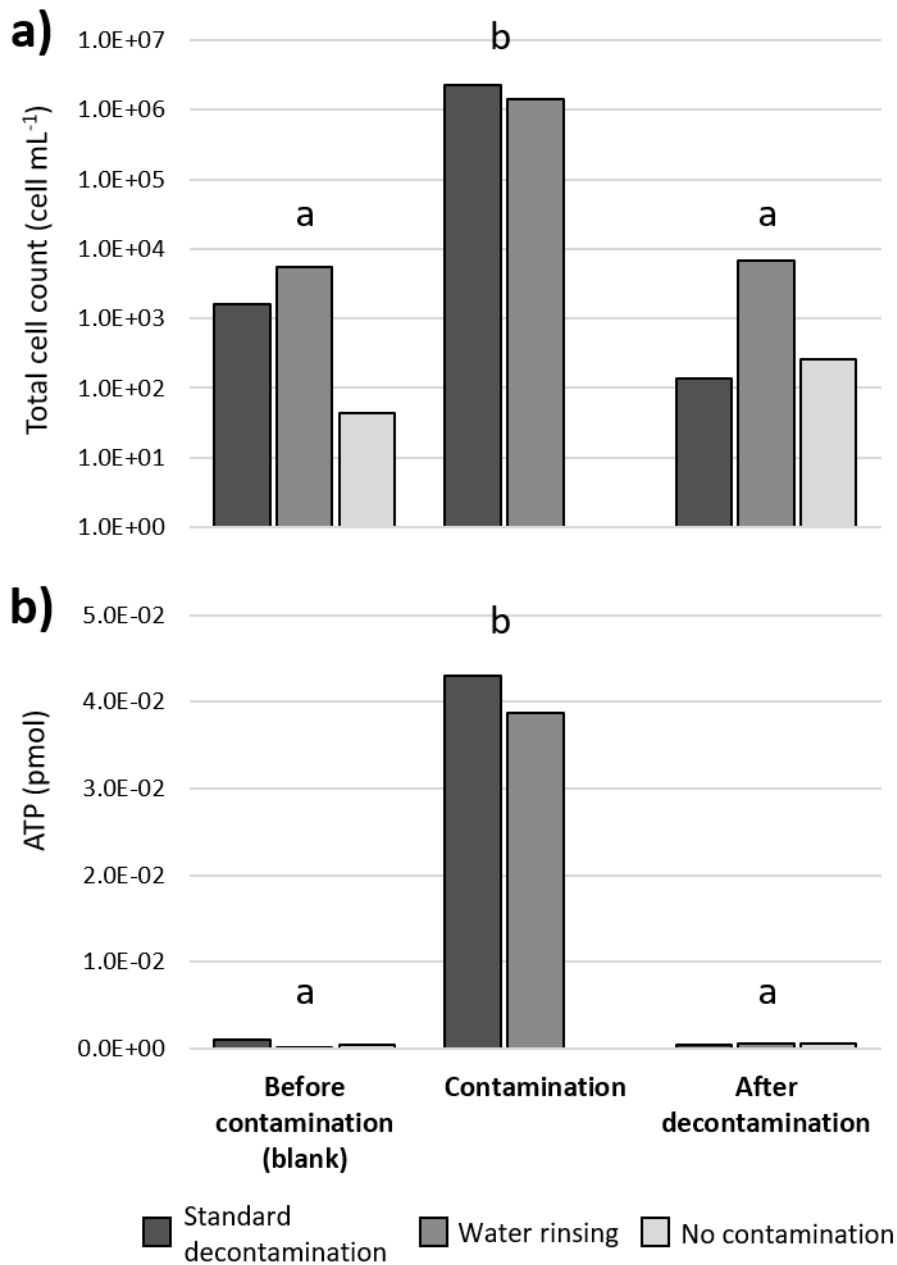 a)
Total cell count (cell mL-1)
1.0E+07
1.0E+06
1.0E+05
1.0E+04
1.0E+03
1.0E+02
1.0E+01
1.0E+00
a
b
a
b)
ATP (pmol)
5.0E-02
4.0E-02
3.0E-02
2.0E-02
1.0E-02
0.0E+00
a
b
a
Before
contamination
(blank)
Contamination
After
decontamination
Standard
decontamination
Water rinsing
No contamination